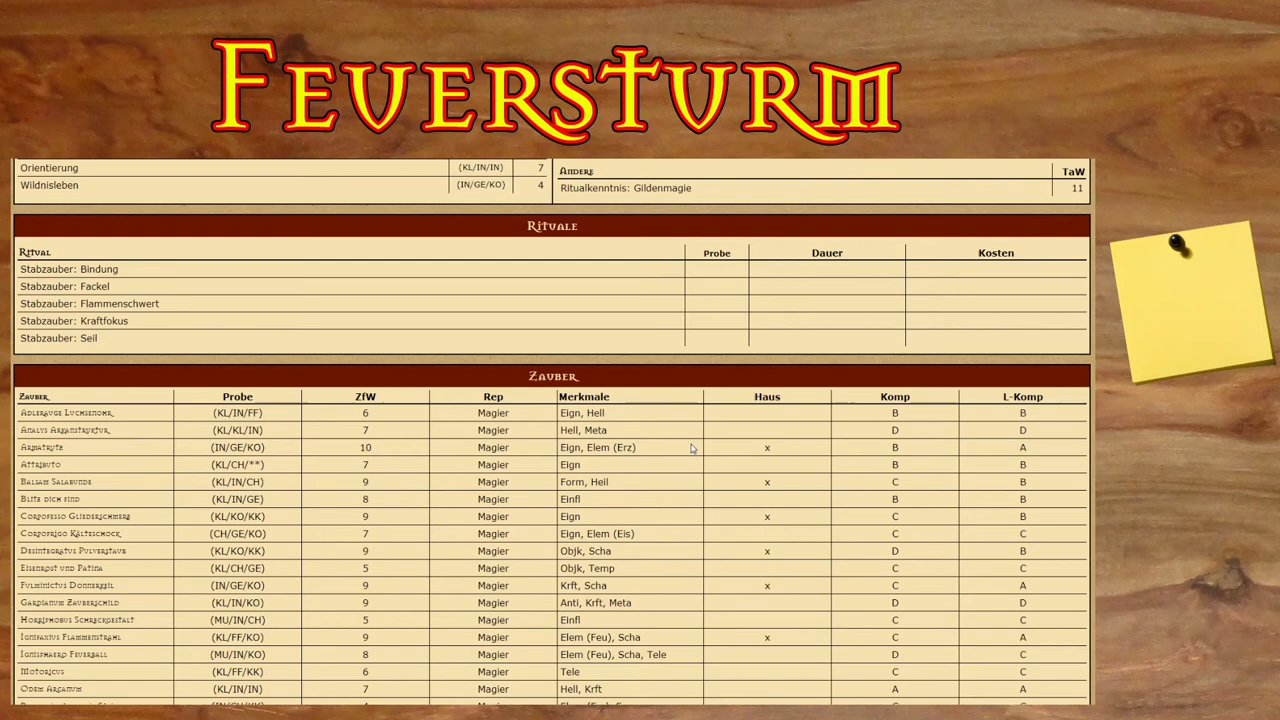 Feuersturm
Orientierung (KL/IN/IN) 7
Wildnisleben (IN/GE/KO) 4
Andere TaW
Ritualkenntnis: Gildenmagie 11
Rituale
Ritual Probe Dauer Kosten
Stabzauber: Bindung
Stabzauber: Fackel
Stabzauber: Flammenschwert
Stabzauber: Kraftfokus
Stabzauber: Seil
Zauber
Zauber Probe ZfW Rep Merkmale Haus Komp L-Komp
Adlerauge Luchsenohr (KL/IN/FF) 6 Magier Eign, Hell B B
Analys Arkanstruktur (KL/KL/IN) 7 Magier Hell, Meta D D
Armatrutz (IN/GE/KO) 10 Magier Eign, Elem (Erz) x B A
Attributo (KL/CH/**) 7 Magier Eign B B
Balsam Salabunde (KL/IN/CH) 9 Magier Form, Heil x C B
Blitz dich find (KL/IN/GE) 8 Magier Einfl B B
Corpofesso Gliederschmerz (KL/KO/KK) 9 Magier Eign x C B
Corpofrigo Kälteschock (CH/GE/KO) 7 Magier Eign, Elem (Eis) C C
Desintegratus Pulverstaub (KL/KO/KK) 9 Magier Objk, Scha x D B
Eisenrost und Patina (KL/CH/GE) 5 Magier Objk, Temp C C
Fulminictus Donnerkeil (IN/GE/KO) 9 Magier Krft, Scha x C A
Gardianum Zauberschild (KL/IN/KO) 9 Magier Anti, Krft, Meta D D
Horriphobus Schreckgestalt (MU/IN/CH) 5 Magier Einfl C C
Ignifaxius Flammenstrahl (KL/FF/KO) 9 Magier Elem (Feu), Scha x C A
Ignisphaero Feuerball (MU/IN/KO) 8 Magier Elem (Feu), Scha, Tele D C
Motoricus (KL/FF/KK) 6 Magier Tele C C
Odem Arcanum (KL/IN/IN) 7 Magier Hell, Krft A A